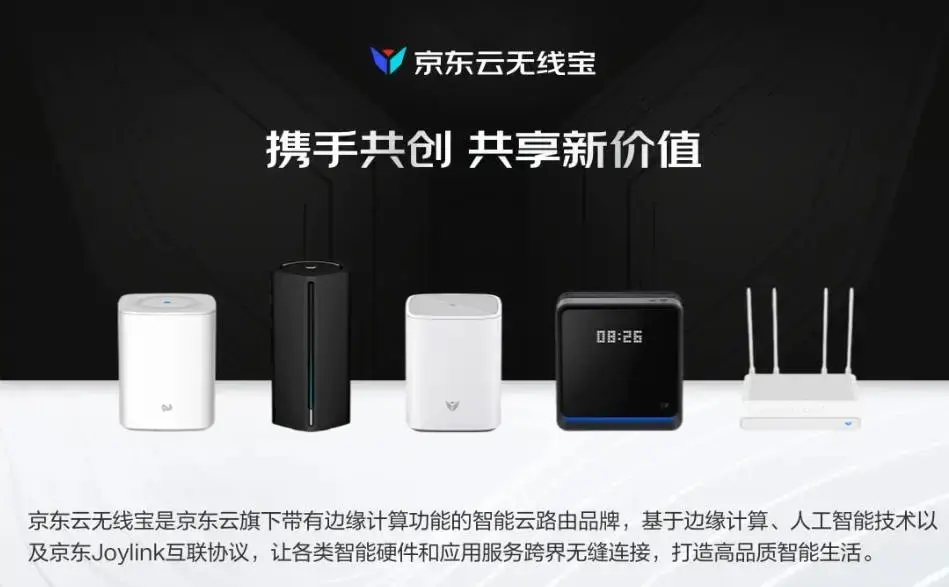 京东云无线宝
携手共创 共享新价值
08:26
京东云无线宝是京东云旗下带有边缘计算功能的智能云路由品牌，基于边缘计算、人工智能技术以
及京东Joylink互联协议，让各类智能硬件和应用服务跨界无缝连接，打造高品质智能生活。